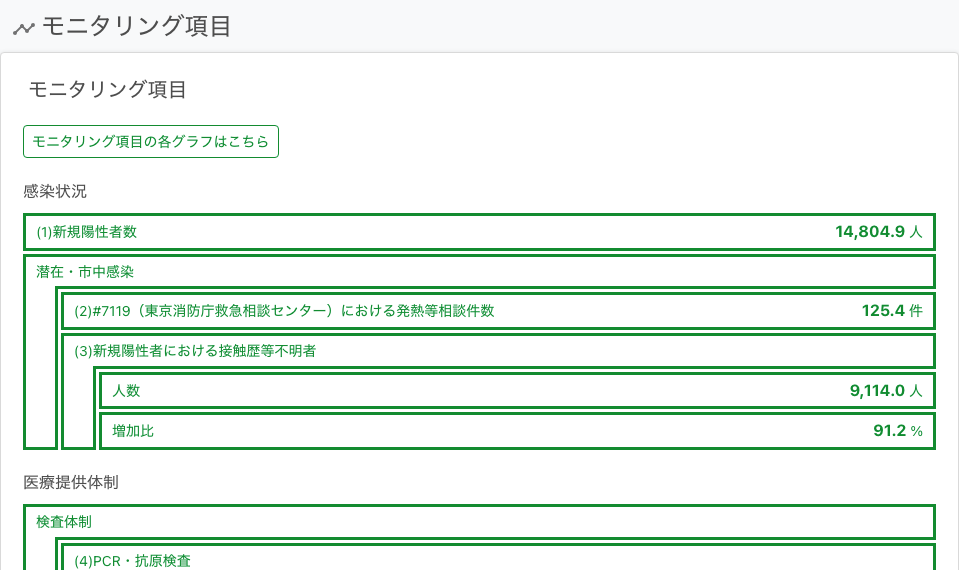 モニタリング項目
モニタリング項目
モニタリング項目の各グラフはこちら
感染状況
(1)新規陽性者数 14,804.9 人
潜在・市中感染
(2)#7119（東京消防庁救急相談センター）における発熱等相談件数 125.4 件
(3)新規陽性者における接触歴等不明者
人数 9,114.0 人
増加比 91.2 %
医療提供体制
検査体制
(4)PCR・抗原検査